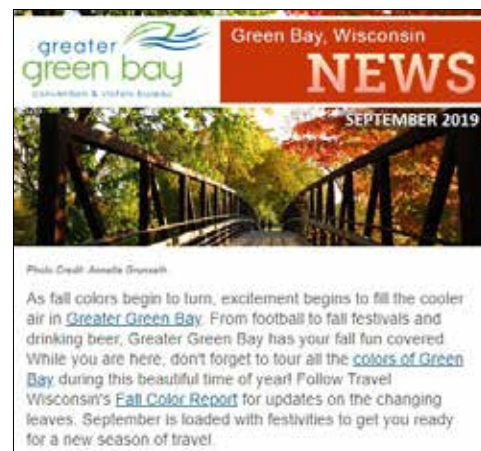 greater
green bay
convention & visitors bureau
Green Bay, Wisconsin
NEWS
SEPTEMBER 2019
Photo Credit: Annette
As fall colors begin to turn, excitement begins to fill the cooler
air in Greater Green Bay. From football to fall festivals and
drinking beer, Greater Green Bay has your fall fun covered.
While you are here, don't forget to tour all the colors of Green
Bay during this beautiful time of year! Follow Travel
Wisconsin's Fall Color Report for updates on the changing
leaves. September is loaded with festivities to get you ready
for a new season of travel.